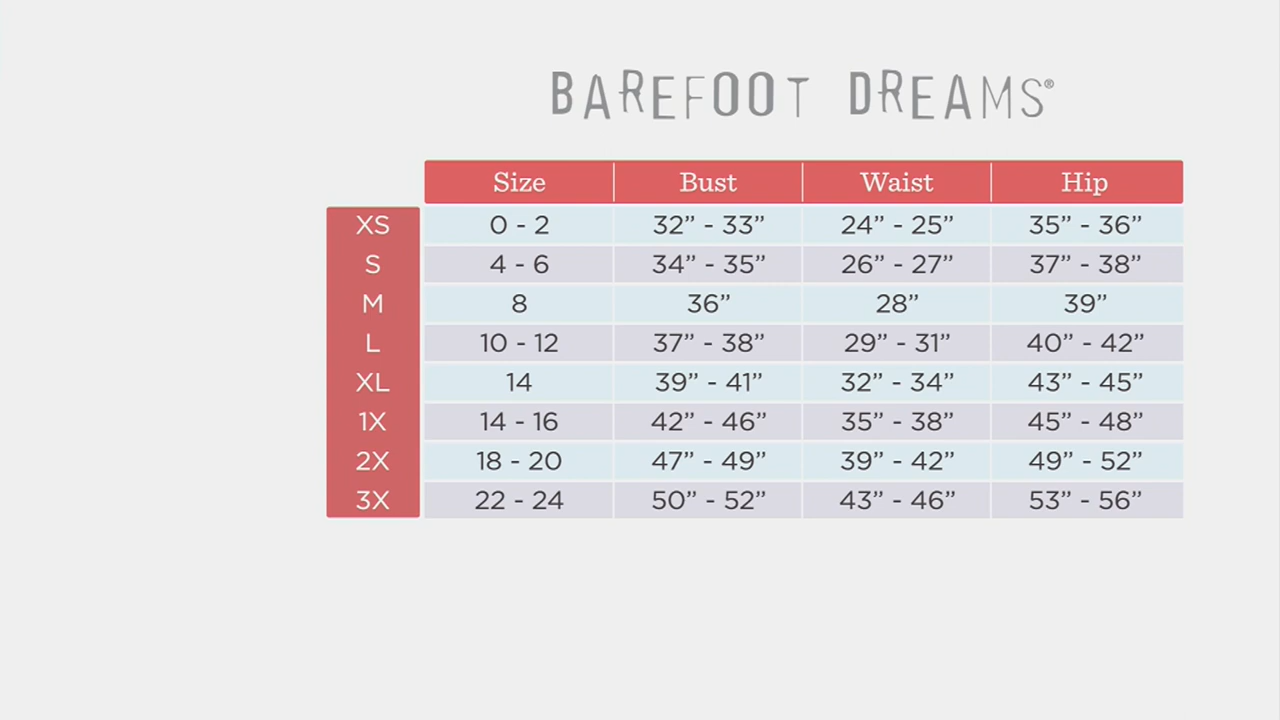 BAREFOOT DREAMS®
Size Bust Waist Hip
XS 0 - 2 32” - 33” 24” - 25” 35” - 36”
S 4 - 6 34” - 35” 26” - 27” 37” - 38”
M 8 36” 28” 39”
L 10 - 12 37” - 38” 29” - 31” 40” - 42”
XL 14 39” - 41” 32” - 34” 43” - 45”
1X 14 - 16 42” - 46” 35” - 38” 45” - 48”
2X 18 - 20 47” - 49” 39” - 42” 49” - 52”
3X 22 - 24 50” - 52” 43” - 46” 53” - 56”